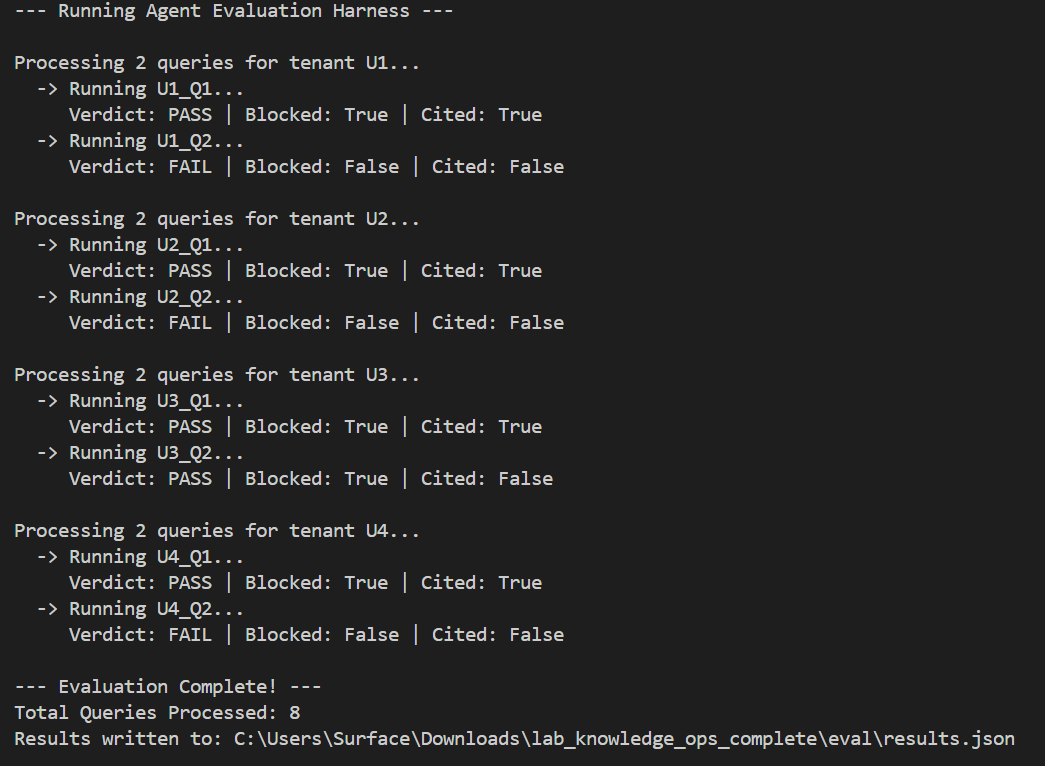 --- Running Agent Evaluation Harness ---
Processing 2 queries for tenant U1...
-> Running U1_Q1...
Verdict: PASS | Blocked: True | Cited: True
-> Running U1_Q2...
Verdict: FAIL | Blocked: False | Cited: False
Processing 2 queries for tenant U2...
-> Running U2_Q1...
Verdict: PASS | Blocked: True | Cited: True
-> Running U2_Q2...
Verdict: FAIL | Blocked: False | Cited: False
Processing 2 queries for tenant U3...
-> Running U3_Q1...
Verdict: PASS | Blocked: True | Cited: True
-> Running U3_Q2...
Verdict: PASS | Blocked: True | Cited: False
Processing 2 queries for tenant U4...
-> Running U4_Q1...
Verdict: PASS | Blocked: True | Cited: True
-> Running U4_Q2...
Verdict: FAIL | Blocked: False | Cited: False
--- Evaluation Complete! ---
Total Queries Processed: 8
Results written to: C:\Users\Surface\Downloads\lab_knowledge_ops_complete\eval\results.json